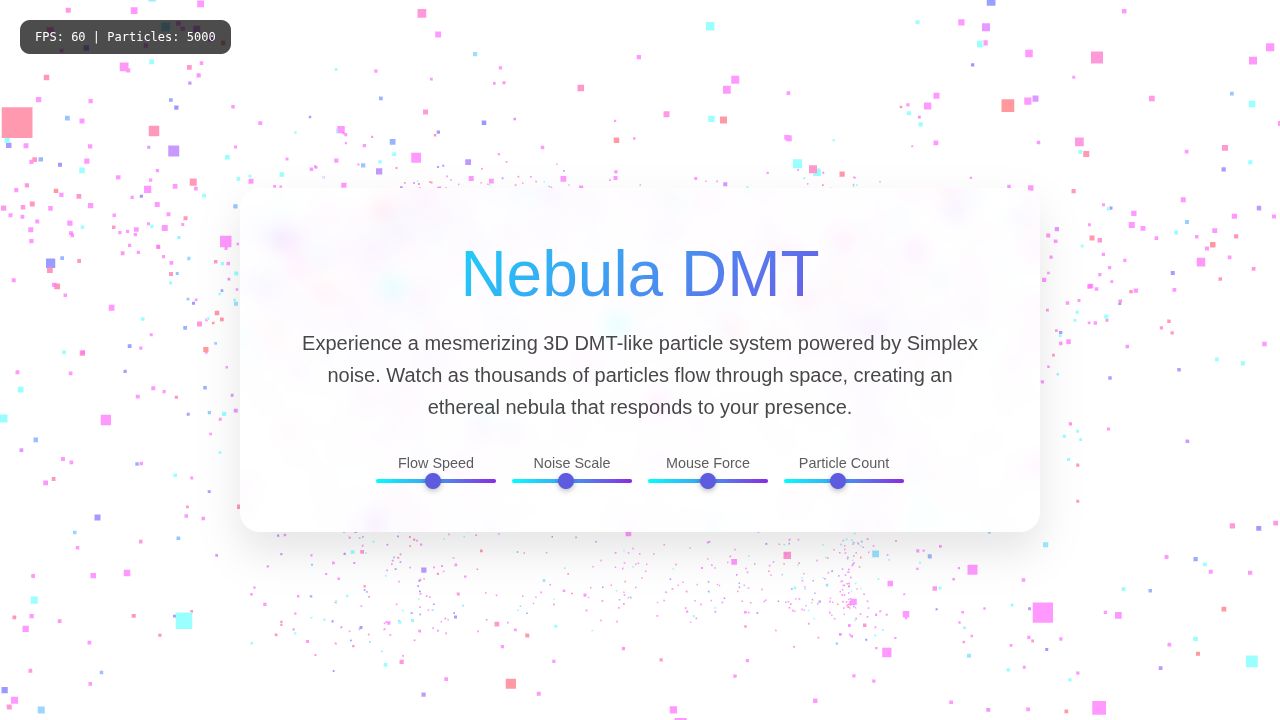 FPS: 60 | Particles: 5000
Nebula DMT
Experience a mesmerizing 3D DMT-like particle system powered by Simplex
noise. Watch as thousands of particles flow through space, creating an
ethereal nebula that responds to your presence.
Flow Speed
Noise Scale
Mouse Force
Particle Count